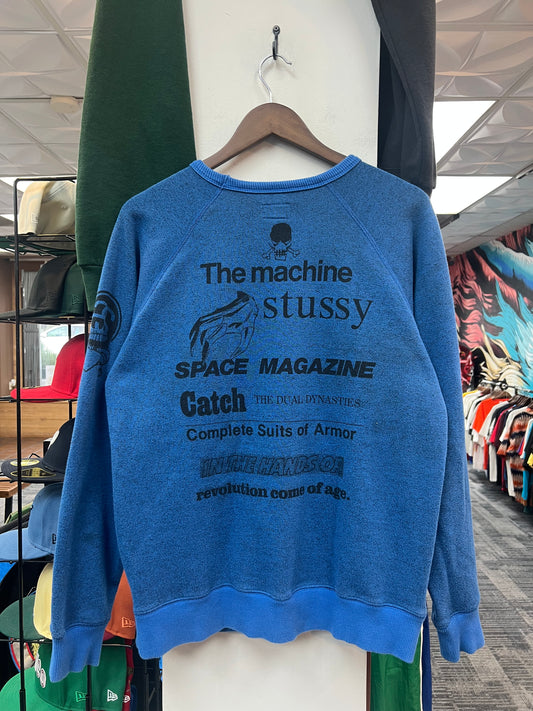 The machine
stussy
SPACE MAGAZINE
Catch THE DUAL DYNASTIES:
Complete Suits of Armor
IN THE HANDS OF
revolution come of age.